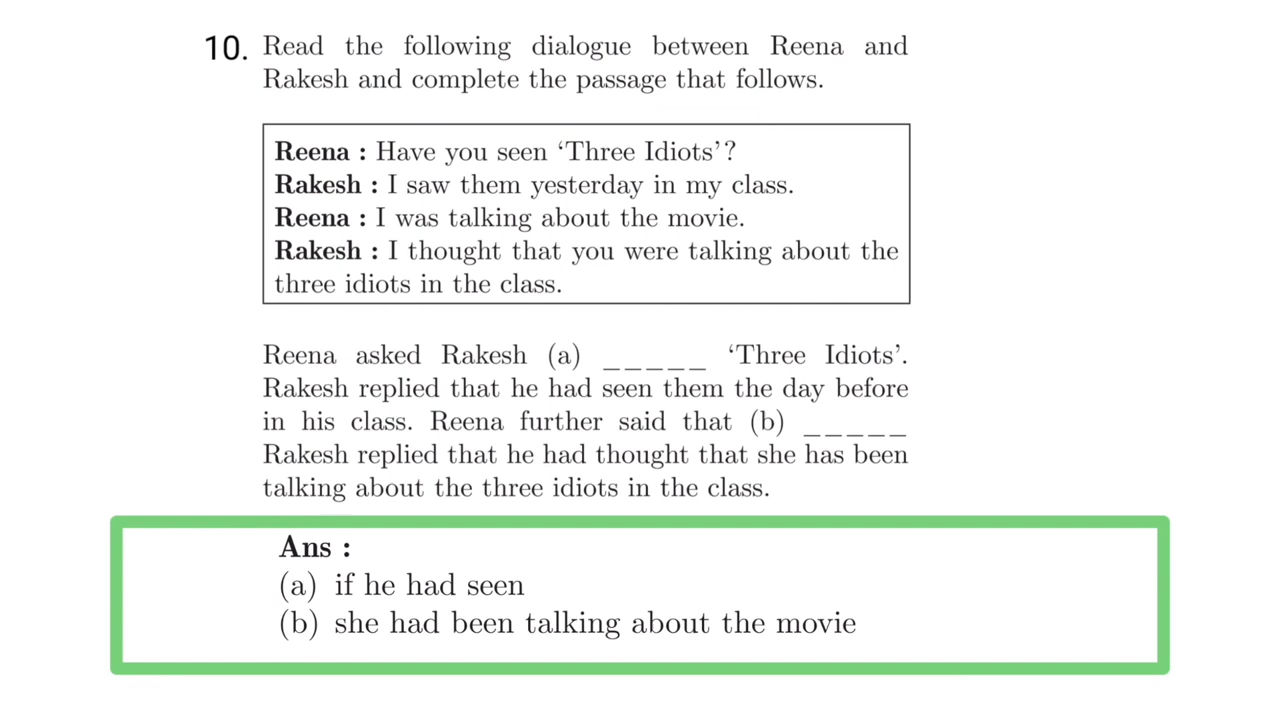 10. Read the following dialogue between Reena and
Rakesh and complete the passage that follows.
Reena : Have you seen ‘Three Idiots’?
Rakesh : I saw them yesterday in my class.
Reena : I was talking about the movie.
Rakesh : I thought that you were talking about the
three idiots in the class.
Reena asked Rakesh (a) _____ ‘Three Idiots’.
Rakesh replied that he had seen them the day before
in his class. Reena further said that (b) _____
Rakesh replied that he had thought that she has been
talking about the three idiots in the class.
Ans :
(a) if he had seen
(b) she had been talking about the movie